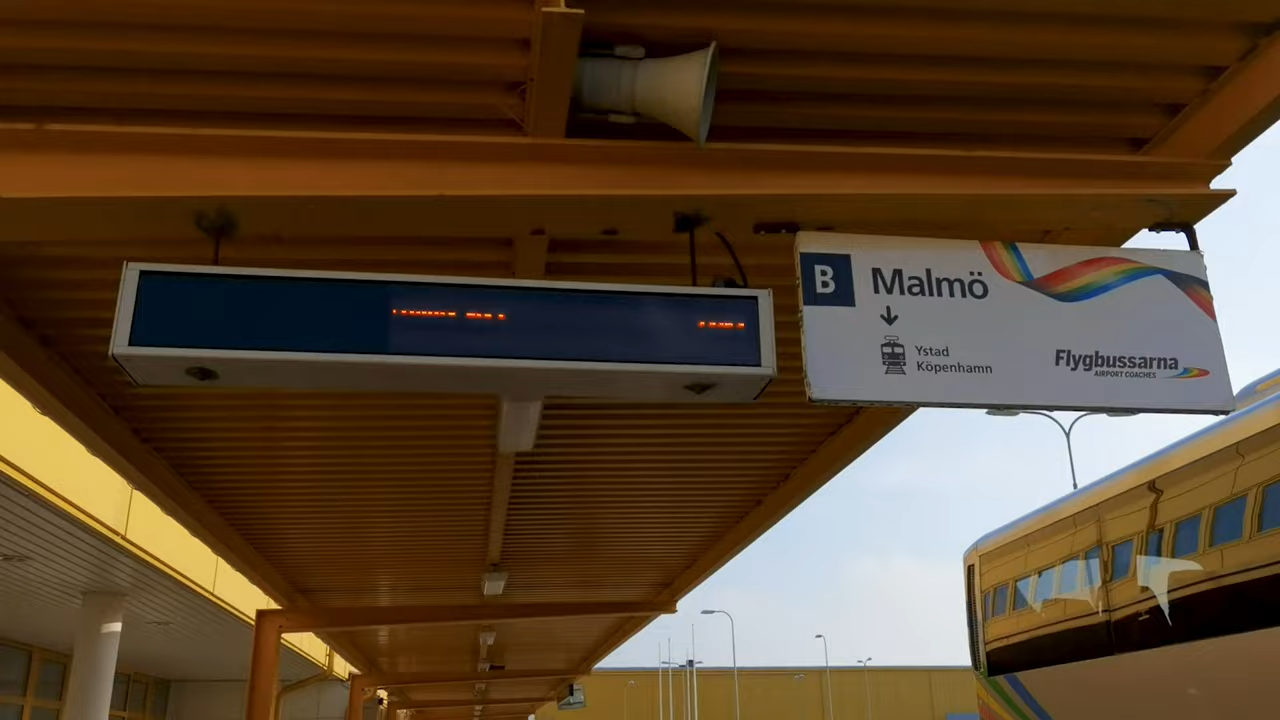 B Malmö
Ystad
Köpenhamn
Flygbussarna
AIRPORT COACHES